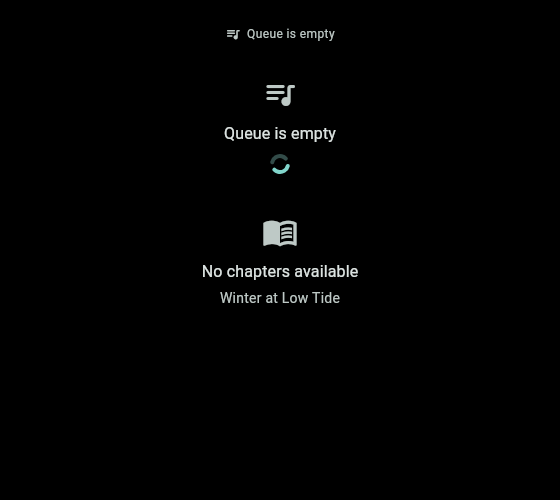 Queue is empty
Queue is empty
No chapters available
Winter at Low Tide